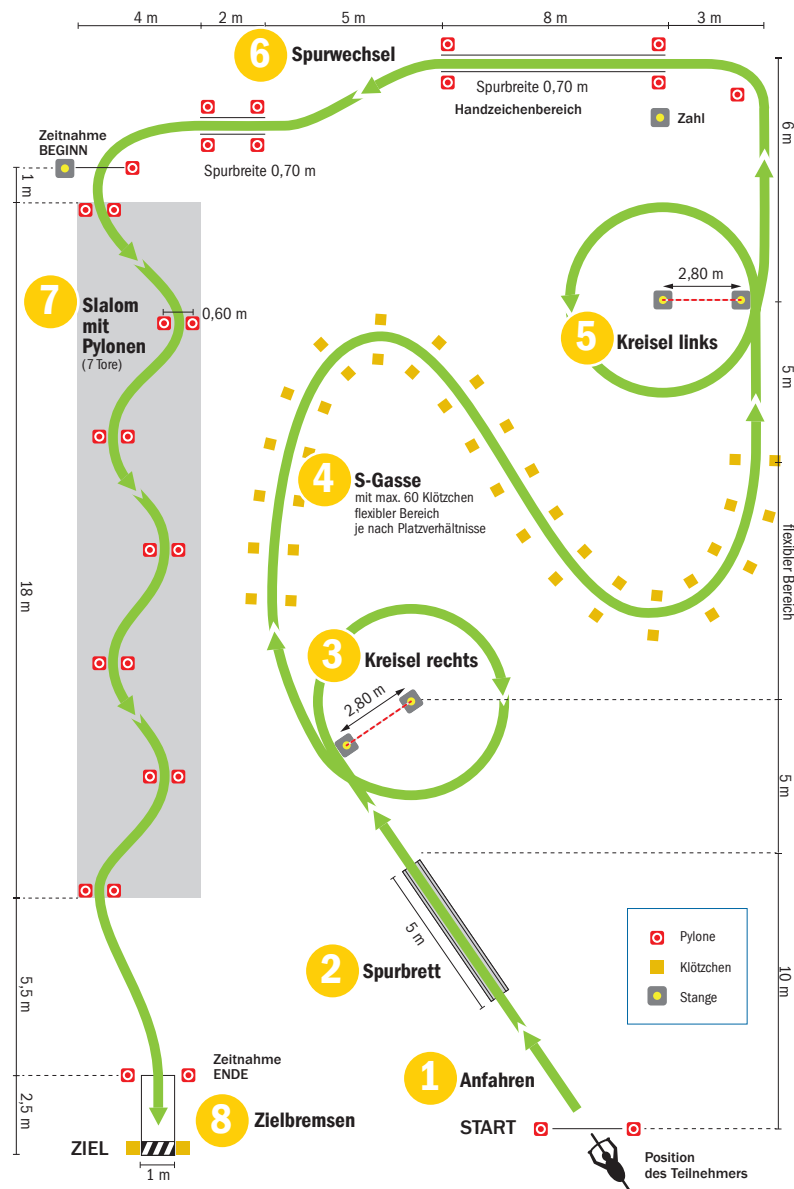 4 m
2 m
5 m
8 m
3 m
6
Spurwechsel
Spurbreite 0,70 m
Handzeichenbereich
Zahl
6 m
Zeitnahme
BEGINN
Spurbreite 0,70 m
1 m
7
Slalom
mit
Pylonen
(7 Tore)
0,60 m
2,80 m
5
Kreisel links
5 m
4
S-Gasse
mit max. 60 Klötzchen
flexibler Bereich
je nach Platzverhältnisse
flexibler Bereich
18 m
3
Kreisel rechts
2,80 m
5 m
5 m
2
Spurbrett
Pylone
Klötzchen
Stange
10 m
5,5 m
Zeitnahme
ENDE
1
Anfahren
2,5 m
8
Zielbremsen
START
ZIEL
1 m
Position
des Teilnehmers